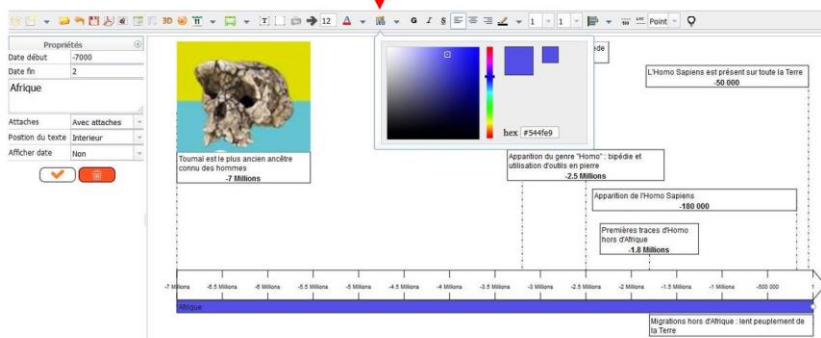 3D
T
12
A
G I S
1
1
Point
Propriétés
Date début -7000
Date fin 2
Afrique
Attaches Avec attaches
Position du texte Interieur
Afficher date Non
hex #544fe9
L'Homo Sapiens est présent sur toute la Terre
-50 000
Toumaï est le plus ancien ancêtre
connu des hommes
-7 Millions
Apparition du genre "Homo" : bipédie et
utilisation d'outils en pierre
-2.5 Millions
Apparition de l'Homo Sapiens
-180 000
Premières traces d'Homo
hors d'Afrique
-1.8 Millions
-7 Millions -6.5 Millions -6 Millions -5.5 Millions -5 Millions -4.5 Millions -4 Millions -3.5 Millions -3 Millions -2.5 Millions -2 Millions -1.5 Millions -1 Millions -500 000 1
Afrique
Migrations hors d'Afrique : lent peuplement de
la Terre